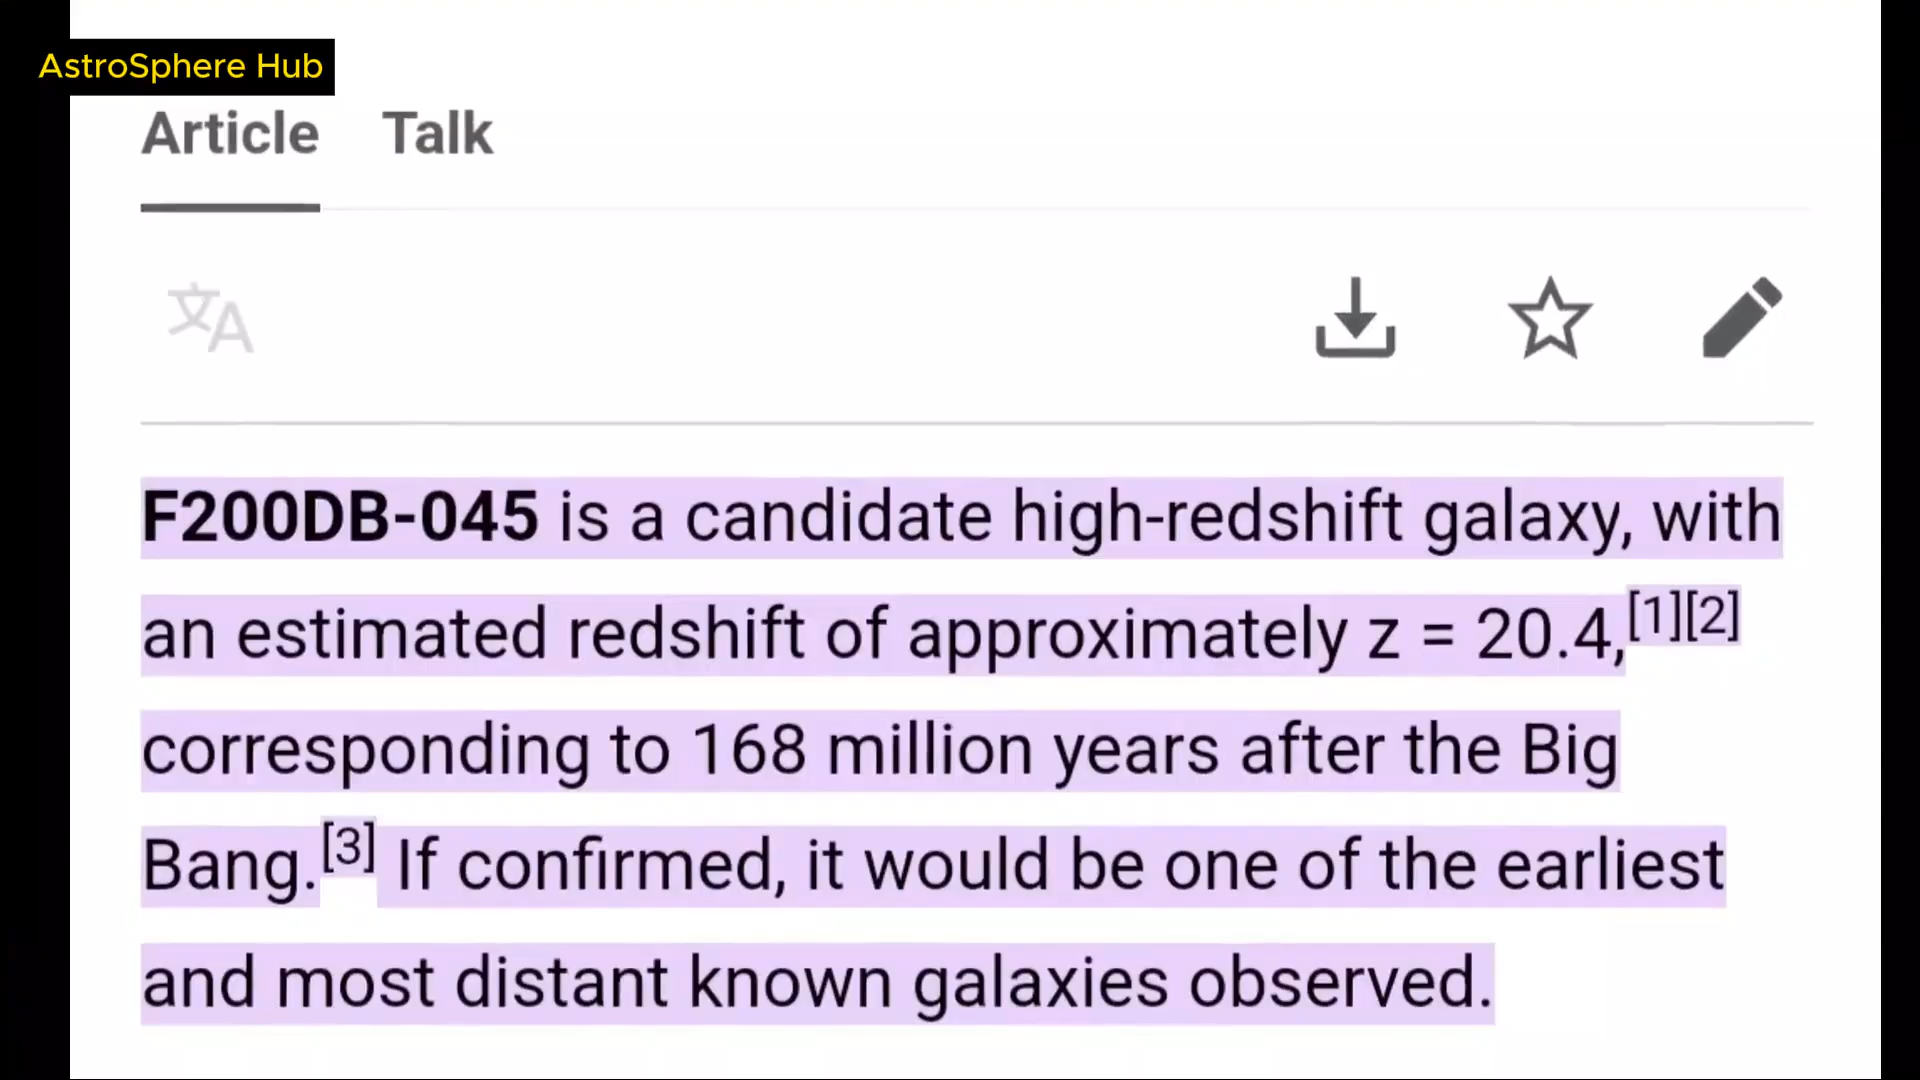 AstroSphere Hub
Article Talk
文A
F200DB-045 is a candidate high-redshift galaxy, with
an estimated redshift of approximately z = 20.4,[1][2]
corresponding to 168 million years after the Big
Bang.[3] If confirmed, it would be one of the earliest
and most distant known galaxies observed.